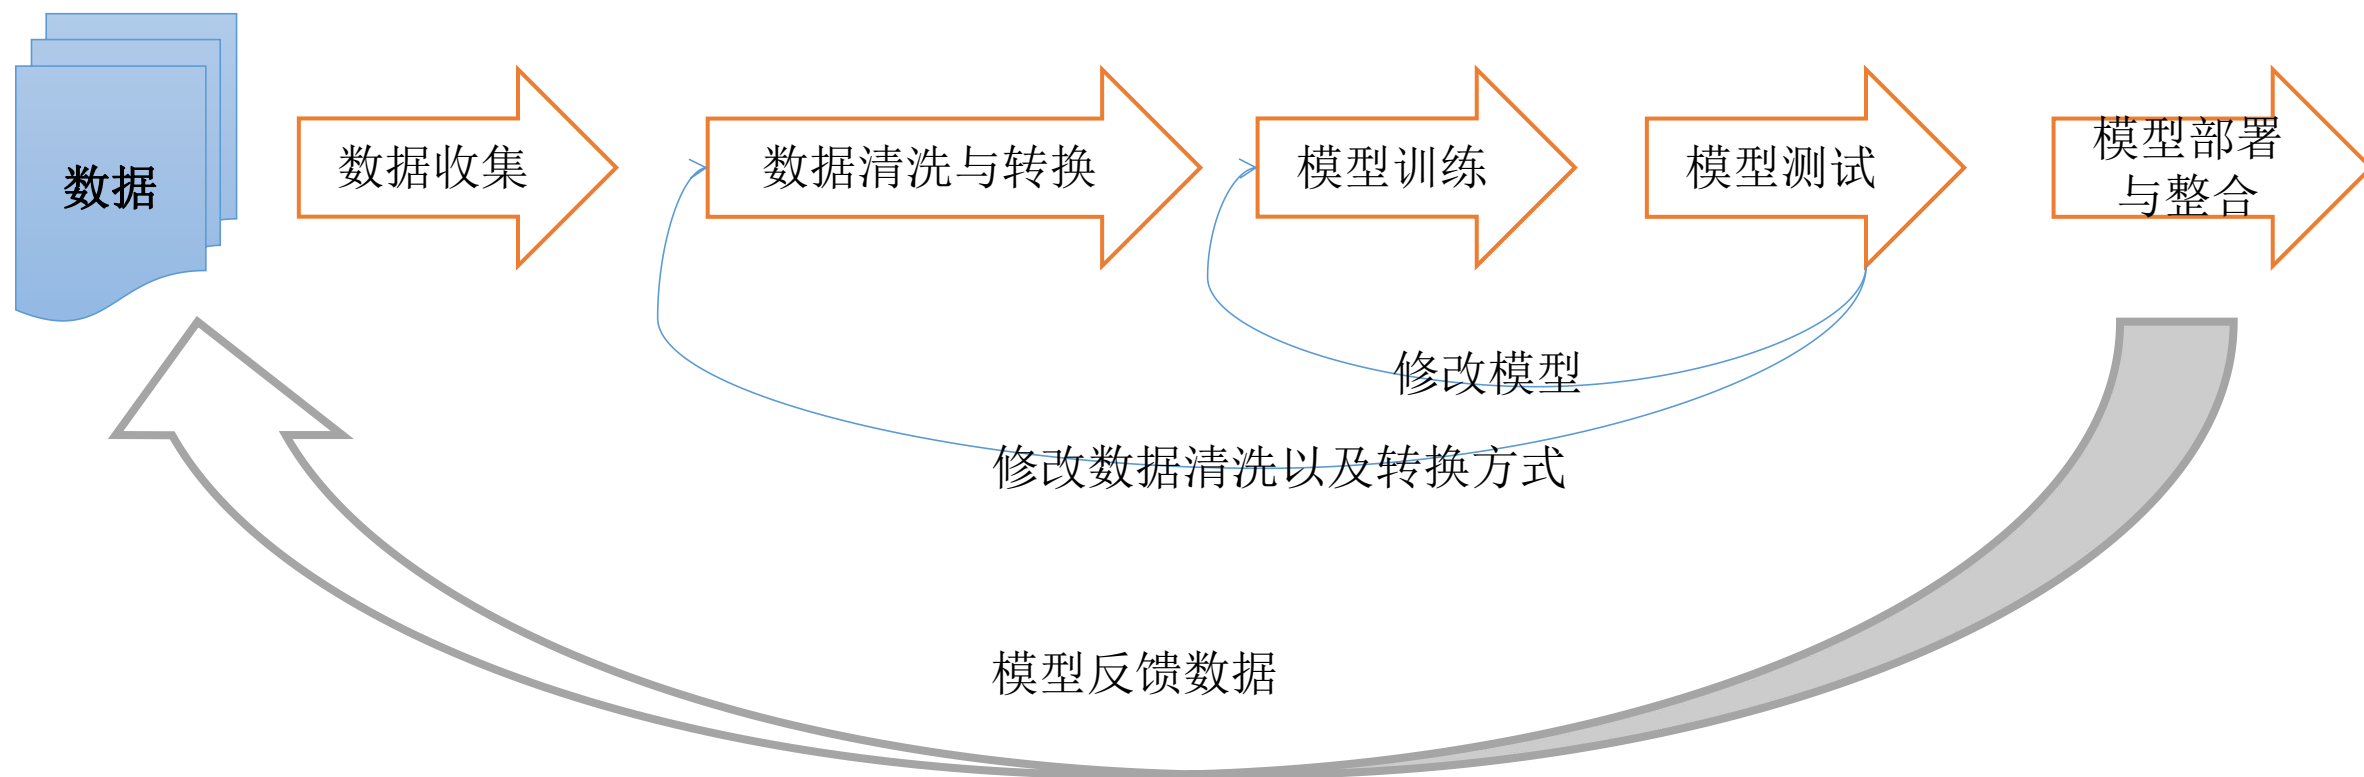 数据
数据收集
数据清洗与转换
模型训练
模型测试
模型部署
与整合
修改模型
修改数据清洗以及转换方式
模型反馈数据